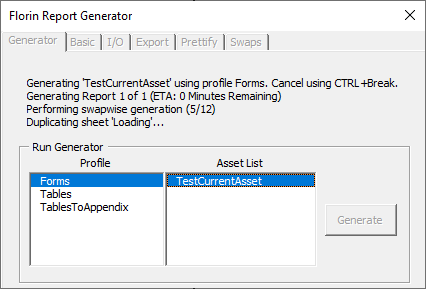 Florin Report Generator
Generator Basic I/O Export Prettify Swaps
Generating 'TestCurrentAsset' using profile Forms. Cancel using CTRL+Break.
Generating Report 1 of 1 (ETA: 0 Minutes Remaining)
Performing swapwise generation (5/12)
Duplicating sheet 'Loading'...
Run Generator
Profile Asset List
Forms TestCurrentAsset
Tables
TablesToAppendix
Generate